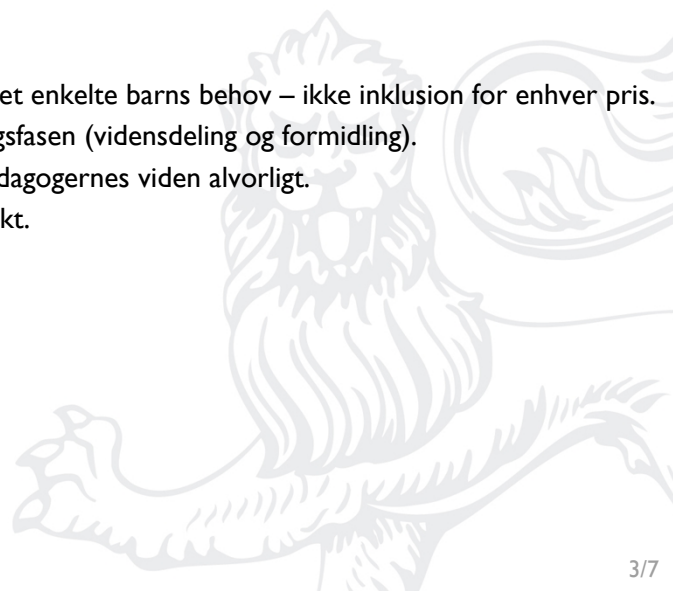 et enkelte barns behov – ikke inklusion for enhver pris.
gsfasen (vidensdeling og formidling).
dagogernes viden alvorligt.
kt.
3/7